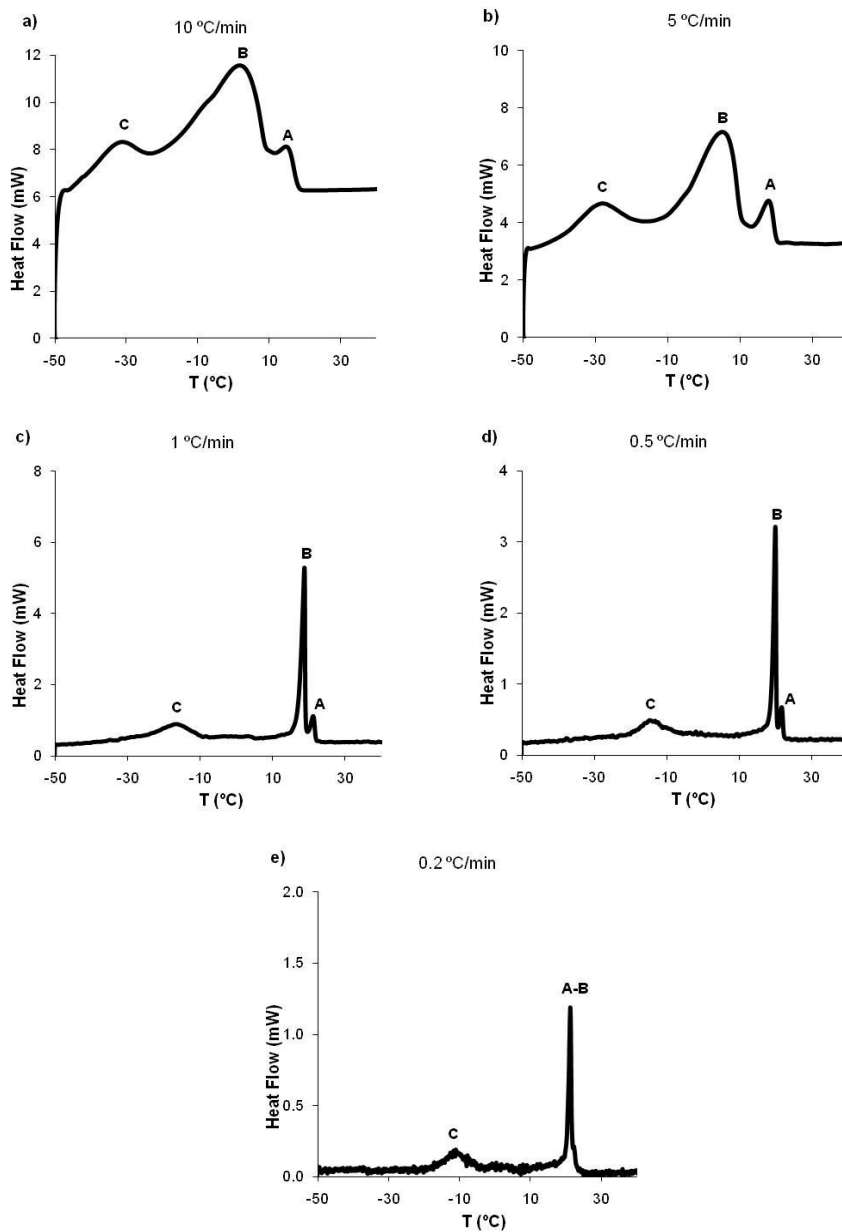 a)
10 ºC/min
12
10
8
6
4
2
0
Heat Flow (mW)
C
B
A
-50 -30 -10 10 30
T (ºC)
b)
5 ºC/min
10
8
6
4
2
0
Heat Flow (mW)
C
B
A
-50 -30 -10 10 30
T (ºC)
c)
1 ºC/min
8
6
4
2
0
Heat Flow (mW)
C
B
A
-50 -30 -10 10 30
T (ºC)
d)
0.5 ºC/min
4
3
2
1
0
Heat Flow (mW)
C
B
A
-50 -30 -10 10 30
T (ºC)
e)
0.2 ºC/min
2.0
1.5
1.0
0.5
0.0
Heat Flow (mW)
C
A-B
-50 -30 -10 10 30
T (ºC)